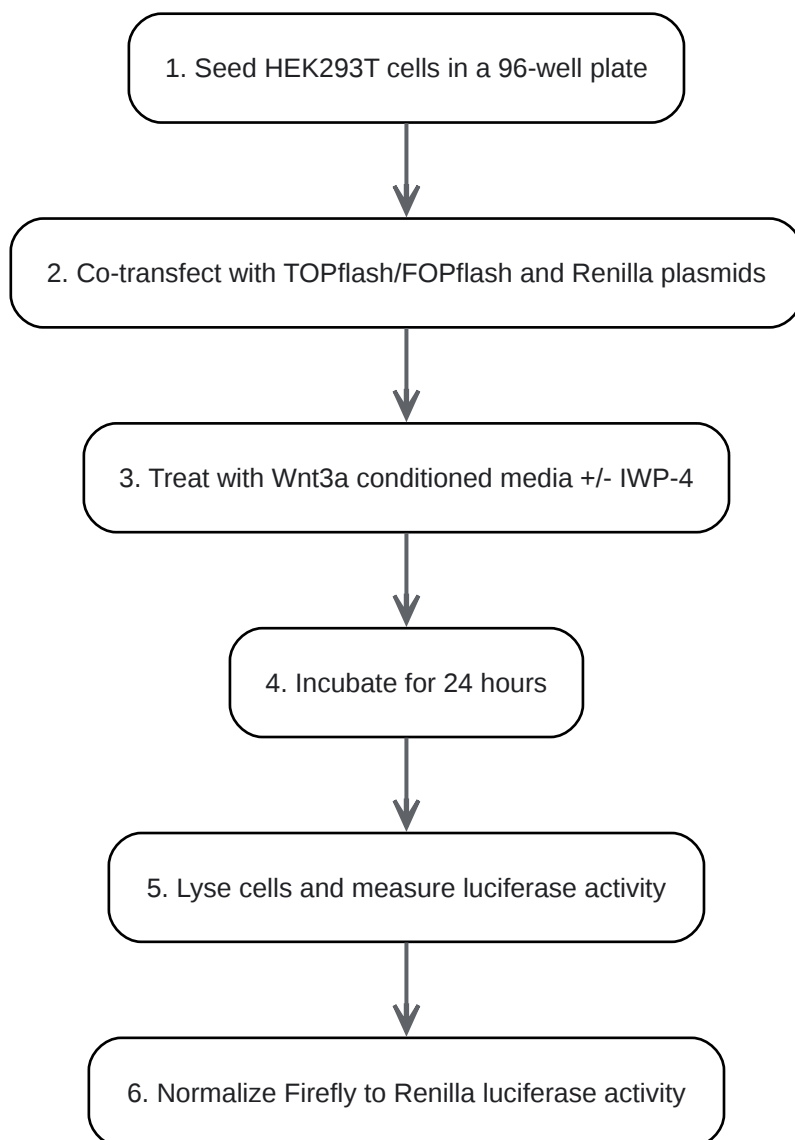 1. Seed HEK293T cells in a 96-well plate
2. Co-transfect with TOPflash/FOPflash and Renilla plasmids
3. Treat with Wnt3a conditioned media +/- IWP-4
4. Incubate for 24 hours
5. Lyse cells and measure luciferase activity
6. Normalize Firefly to Renilla luciferase activity